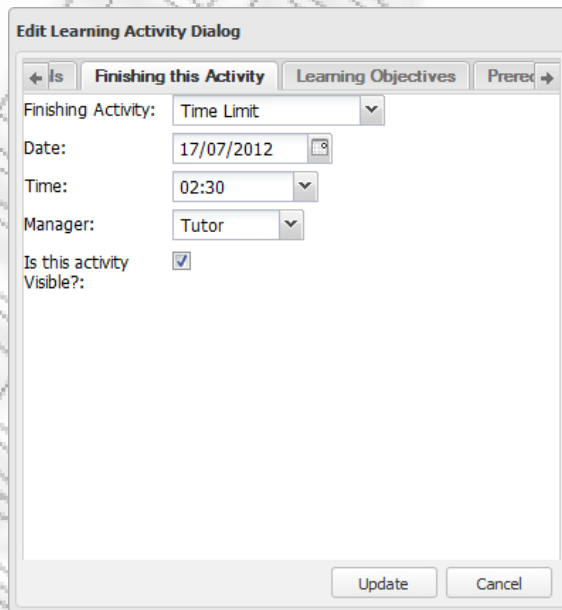 Edit Learning Activity Dialog
ls Finishing this Activity Learning Objectives Prereq
Finishing Activity: Time Limit
Date: 17/07/2012
Time: 02:30
Manager: Tutor
Is this activity
Visible?:
Update Cancel